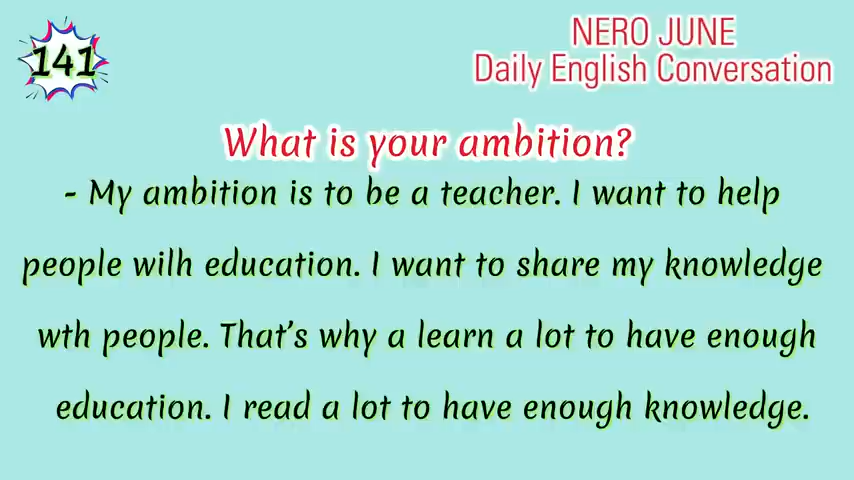 141
NERO JUNE
Daily English Conversation
What is your ambition?
- My ambition is to be a teacher. I want to help
people wilh education. I want to share my knowledge
wth people. That's why a learn a lot to have enough
education. I read a lot to have enough knowledge.